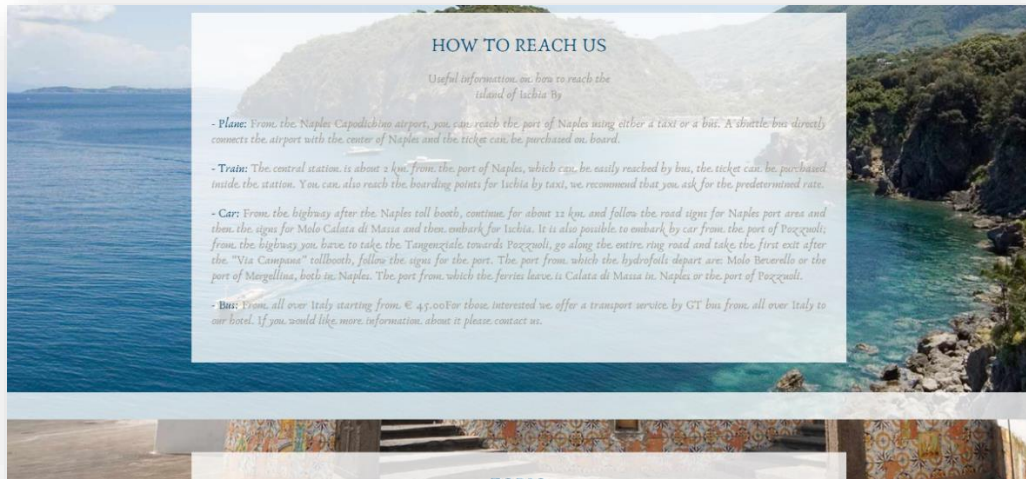 HOW TO REACH US
Useful information on how to reach the
island of Ischia By
- Plane: From the Naples Capodichino airport, you can reach the port of Naples using either a taxi or a bus. A shuttle bus directly
connects the airport with the center of Naples and the ticket can be purchased on board.
- Train: The central station is about 2 km from the port of Naples, which can be easily reached by bus, the ticket can be purchased
inside the station. You can also reach the boarding points for Ischia by taxi, we recommend that you ask for the predetermined rate.
- Car: From the highway after the Naples toll booth, continue for about 12 km and follow the road signs for Naples port area and
then the signs for Molo Calata di Massa and then embark for Ischia. It is also possible to embark by car from the port of Pozzuoli;
from the highway you have to take the Tangenziale towards Pozzuoli, go along the entire ring road and take the first exit after
the "Via Campana" tollbooth, follow the signs for the port. The port from which the hydrofoils depart are: Molo Beverello or the
port of Mergellina, both in Naples. The port from which the ferries leave is Calata di Massa in Naples or the port of Pozzuoli.
- Bus: From all over Italy starting from € 45.00For those interested we offer a transport service by GT bus from all over Italy to
our hotel. If you would like more information about it please contact us.